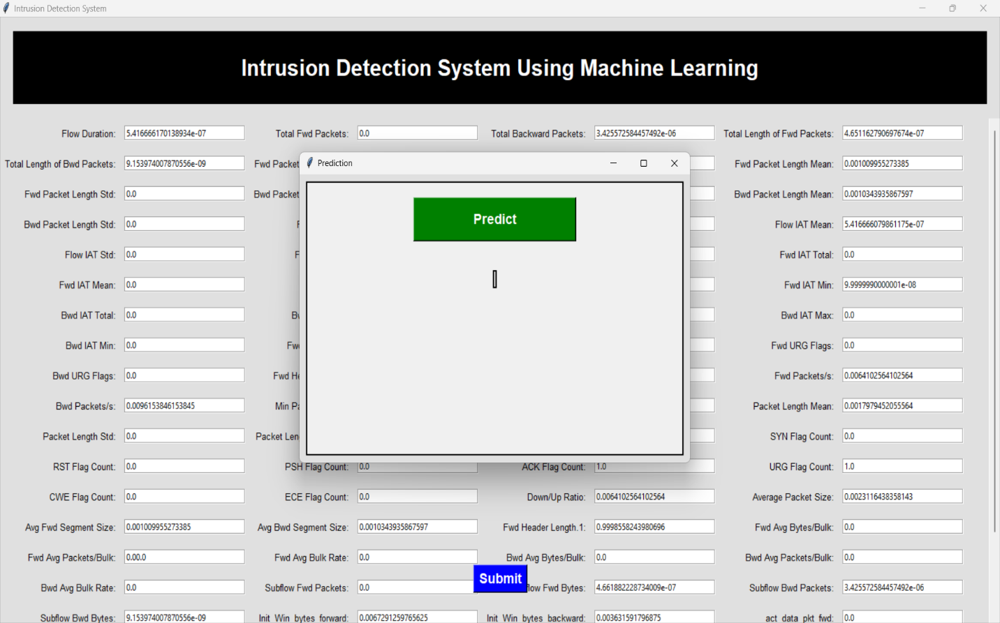 Intrusion Detection System
Intrusion Detection System Using Machine Learning
Flow Duration: 5.416666170138934e-07 Total Fwd Packets: 0.0 Total Backward Packets: 3.425572584457492e-06 Total Length of Fwd Packets: 4.651162790697674e-07
Total Length of Bwd Packets: 9.153974007870556e-09 Fwd Packet Fwd Packet Length Mean: 0.001009955273385
Prediction
Fwd Packet Length Std: 0.0 Bwd Packet Bwd Packet Length Mean: 0.0010343935867597
Predict
Bwd Packet Length Std: 0.0 Flow IAT Mean: 5.416666079861175e-07
Flow IAT Std: 0.0 Fwd IAT Total: 0.0
Fwd IAT Mean: 0.0 Fwd IAT Min: 9.9999990000001e-08
Bwd IAT Total: 0.0 Bwd IAT Max: 0.0
Bwd IAT Min: 0.0 Fwd URG Flags: 0.0
Bwd URG Flags: 0.0 Fwd He Fwd Packets/s: 0.0064102564102564
Bwd Packets/s: 0.0096153846153845 Min Pa Packet Length Mean: 0.0017979452055564
Packet Length Std: 0.0 Packet Len SYN Flag Count: 0.0
RST Flag Count: 0.0 PSH Flag Count: 0.0 ACK Flag Count: 1.0 URG Flag Count: 1.0
CWE Flag Count: 0.0 ECE Flag Count: 0.0 Down/Up Ratio: 0.0064102564102564 Average Packet Size: 0.0023116438358143
Avg Fwd Segment Size: 0.001009955273385 Avg Bwd Segment Size: 0.0010343935867597 Fwd Header Length.1: 0.9998558243980696 Fwd Avg Bytes/Bulk: 0.0
Fwd Avg Packets/Bulk: 0.00.0 Fwd Avg Bulk Rate: 0.0 Bwd Avg Bytes/Bulk: 0.0 Bwd Avg Packets/Bulk: 0.0
Submit
Bwd Avg Bulk Rate: 0.0 Subflow Fwd Packets: 0.0 low Fwd Bytes: 4.661882228734009e-07 Subflow Bwd Packets: 3.425572584457492e-06
Subflow Bwd Bytes: 9.153974007870556e-09 Init_Win_bytes_forward: 0.0067291259765625 Init_Win_bytes_backward: 0.003631591796875 act_data_pkt_fwd: 0.0